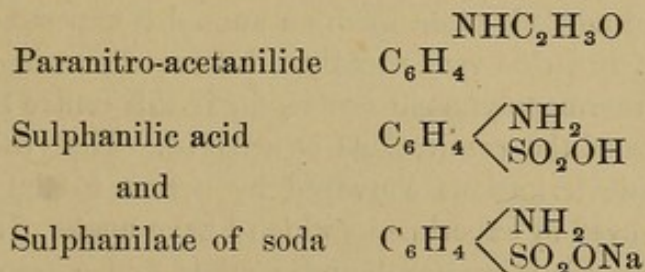 NHC₂H₃O
Paranitro-acetanilide C₆H₄
Sulphanilic acid C₆H₄ NH₂
SO₂OH
and
Sulphanilate of soda C₆H₄ NH₂
SO₂ONa